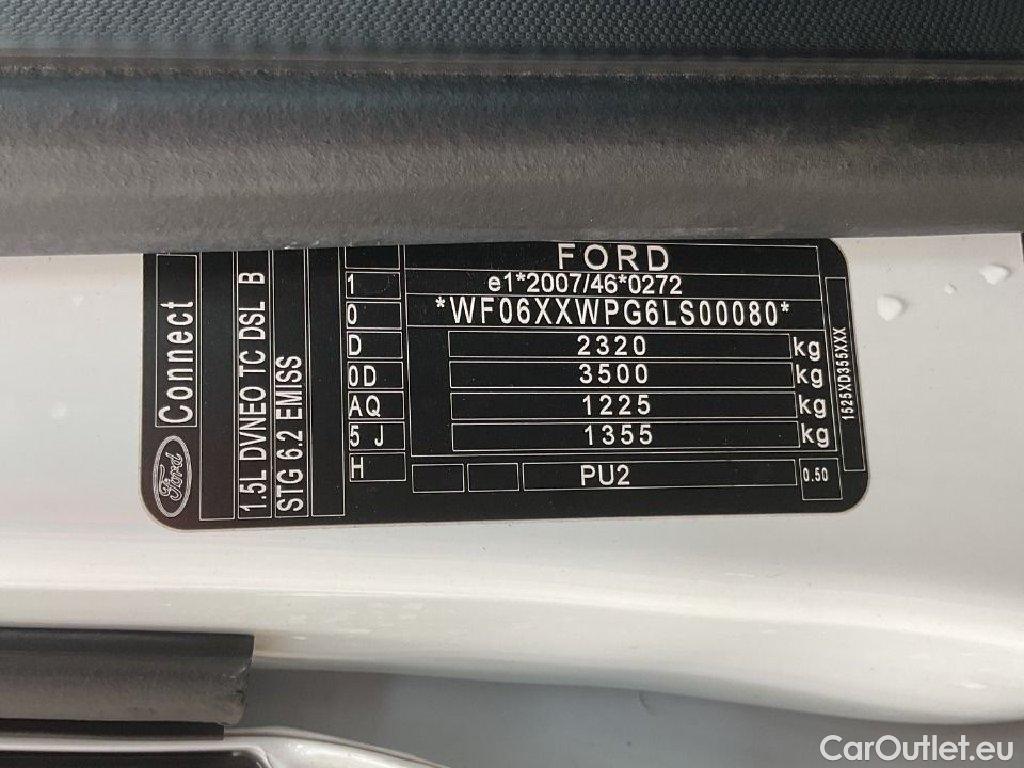 FORD
e1*2007/46*0272
*WF06XXWPG6LS00080*
2320 kg
3500 kg
1225 kg
1355 kg
PU2
0.50
1
0
D
0D
AQ
5 J
H
Ford
Connect
1.5L DVNEO TC DSL B
STG 6.2 EMISS
1525XD355XXX
CarOutlet.eu